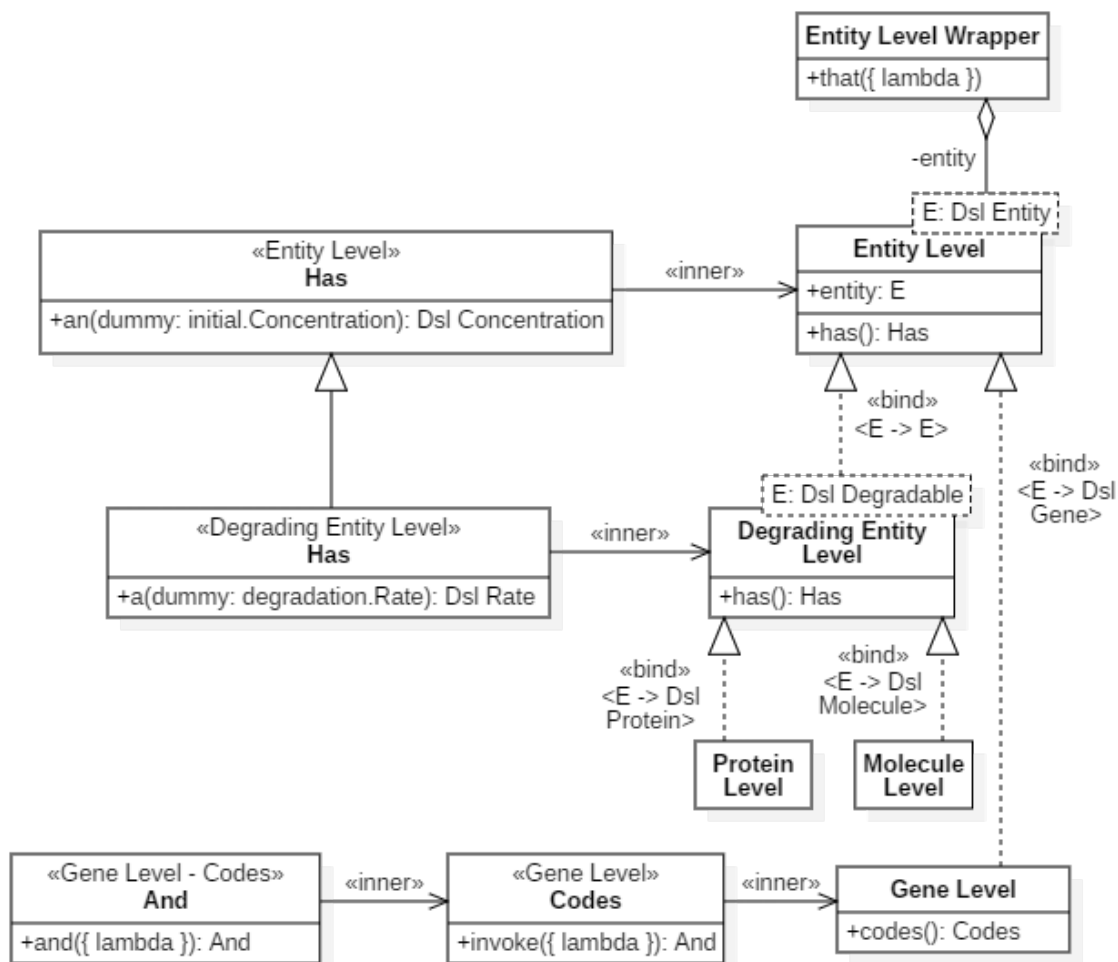 Entity Level Wrapper
+that({ lambda })
-entity
E: Dsl Entity
«Entity Level»
Has
+an(dummy: initial.Concentration): Dsl Concentration
«inner»
Entity Level
+entity: E
+has(): Has
«bind»
<E -> E>
«bind»
<E -> Dsl
Gene>
E: Dsl Degradable
«Degrading Entity Level»
Has
+a(dummy: degradation.Rate): Dsl Rate
«inner»
Degrading Entity
Level
+has(): Has
«bind»
<E -> Dsl
Protein>
«bind»
<E -> Dsl
Molecule>
Protein
Level
Molecule
Level
«Gene Level - Codes»
And
+and({ lambda }): And
«inner»
«Gene Level»
Codes
+invoke({ lambda }): And
«inner»
Gene Level
+codes(): Codes